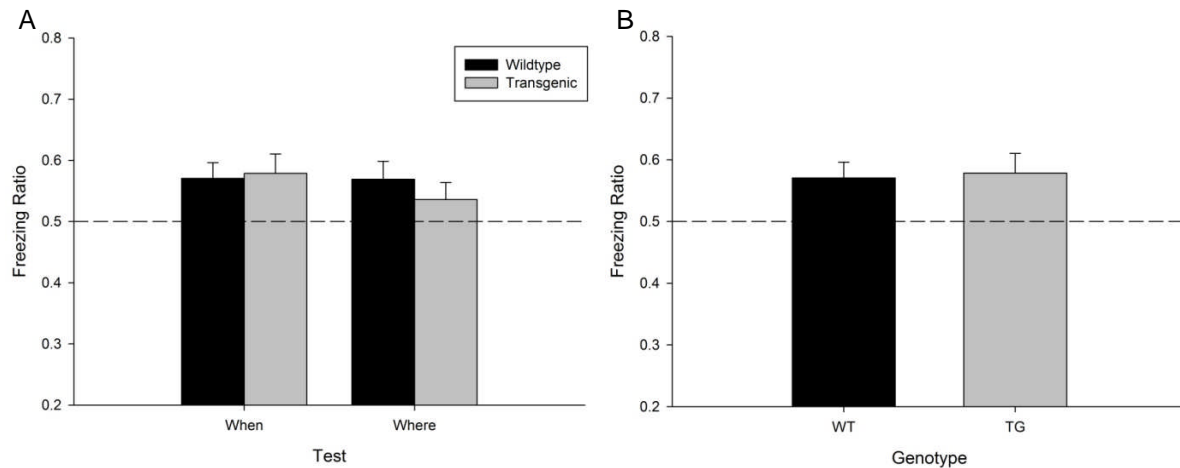 A
Freezing Ratio
0.8
0.7
0.6
0.5
0.4
0.3
0.2
Wildtype
Transgenic
When Where
Test
B
Freezing Ratio
0.8
0.7
0.6
0.5
0.4
0.3
0.2
WT TG
Genotype